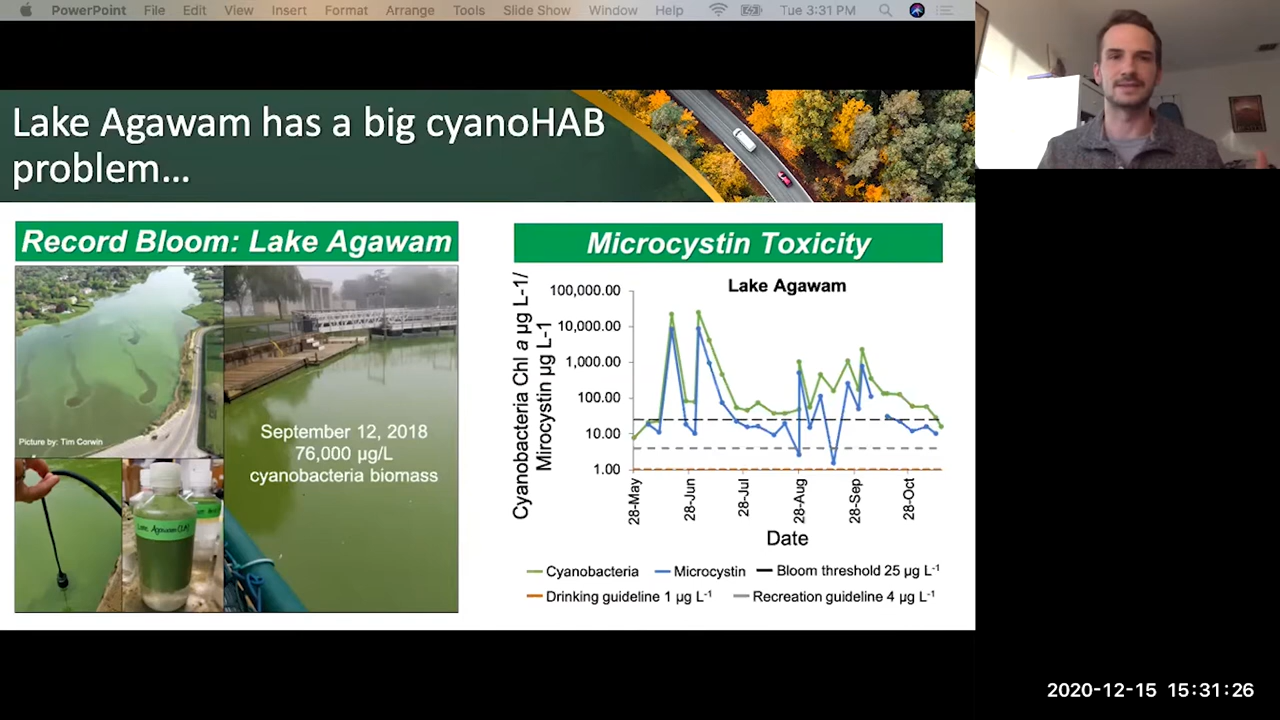 PowerPoint File Edit View Insert Format Arrange Tools Slide Show Window Help Tue 3:31 PM
Lake Agawam has a big cyanoHAB
problem…
Record Bloom: Lake Agawam
Picture by: Tim Corwin
September 12, 2018
76,000 µg/L
cyanobacteria biomass
Lake Agawam (LA)
Microcystin Toxicity
Lake Agawam
Cyanobacteria Chl a µg L-1/
Mirocystin µg L-1
100,000.00
10,000.00
1,000.00
100.00
10.00
1.00
28-May
28-Jun
28-Jul
28-Aug
28-Sep
28-Oct
Date
Cyanobacteria Microcystin Bloom threshold 25 µg L-1
Drinking guideline 1 µg L-1 Recreation guideline 4 µg L-1
2020-12-15 15:31:26